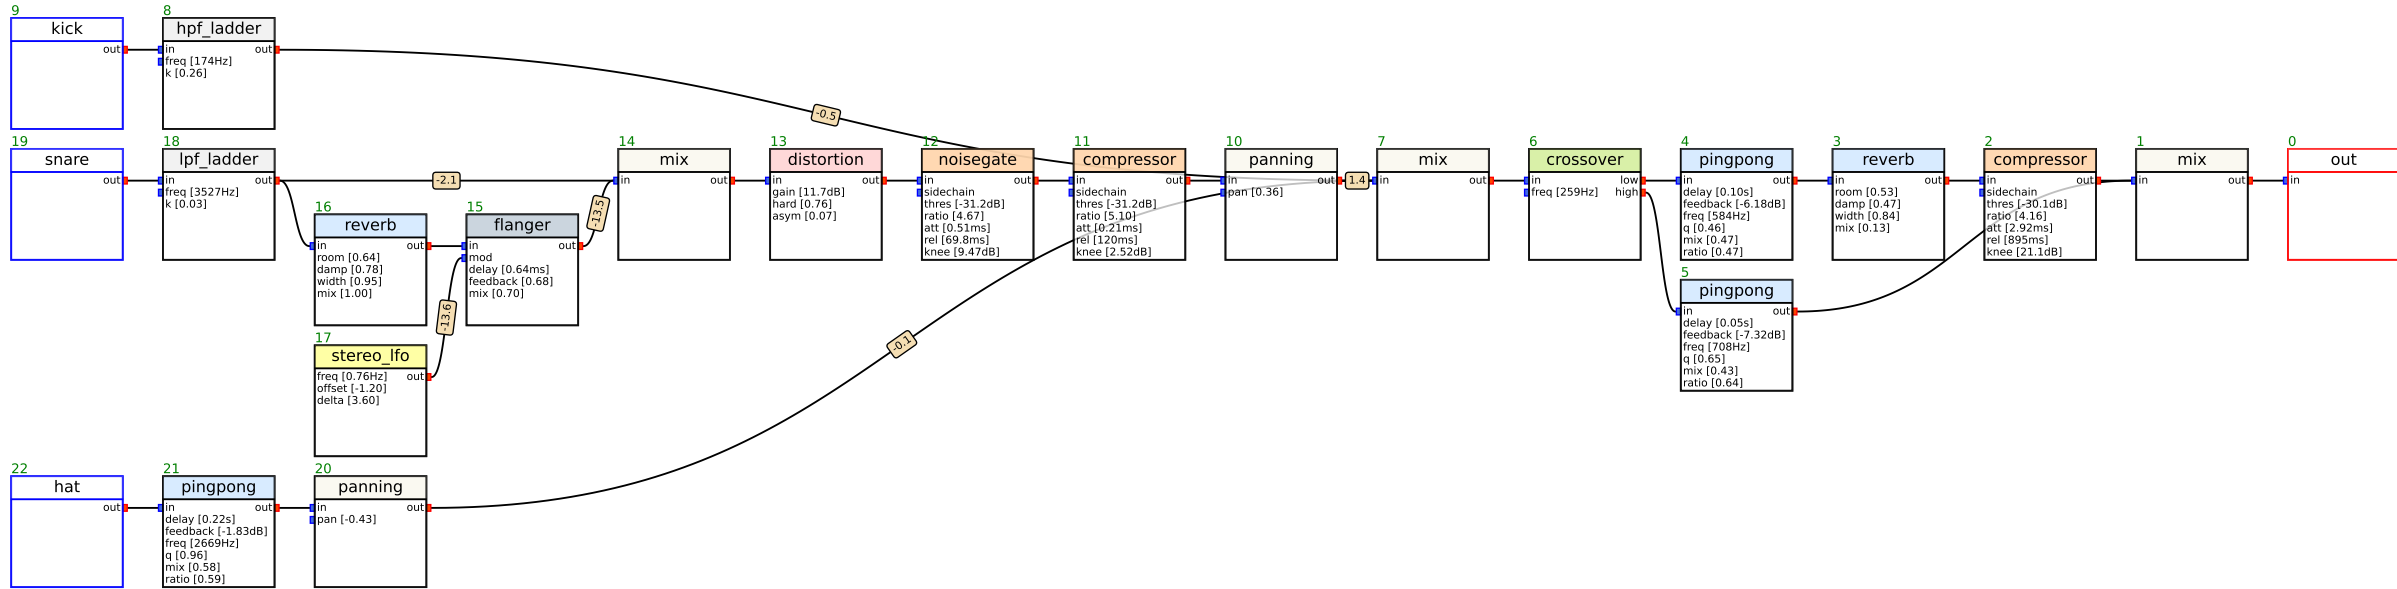 9
kick
out
8
hpf_ladder
in out
freq [174Hz]
k [0.26]
-0.5
19
snare
out
18
lpf_ladder
in out
freq [3527Hz]
k [0.03]
-2.1
16
reverb
in out
room [0.64]
damp [0.78]
width [0.95]
mix [1.00]
15
flanger
in out
mod
delay [0.64ms]
feedback [0.68]
mix [0.70]
-13.5
17
stereo_lfo
freq [0.76Hz] out
offset [-1.20]
delta [3.60]
-13.6
14
mix
in out
13
distortion
in out
gain [11.7dB]
hard [0.76]
asym [0.07]
12
noisegate
in out
sidechain
thres [-31.2dB]
ratio [4.67]
att [0.51ms]
rel [69.8ms]
knee [9.47dB]
11
compressor
in out
sidechain
thres [-31.2dB]
ratio [5.10]
att [0.21ms]
rel [120ms]
knee [2.52dB]
10
panning
in out
pan [0.36]
1.4
7
mix
in out
6
crossover
in low
freq [259Hz] high
4
pingpong
in out
delay [0.10s]
feedback [-6.18dB]
freq [584Hz]
q [0.46]
mix [0.47]
ratio [0.47]
5
pingpong
in out
delay [0.05s]
feedback [-7.32dB]
freq [708Hz]
q [0.65]
mix [0.43]
ratio [0.64]
3
reverb
in out
room [0.53]
damp [0.47]
width [0.84]
mix [0.13]
2
compressor
in out
sidechain
thres [-30.1dB]
ratio [4.16]
att [2.92ms]
rel [895ms]
knee [21.1dB]
1
mix
in out
0
out
in
22
hat
out
21
pingpong
in out
delay [0.22s]
feedback [-1.83dB]
freq [2669Hz]
q [0.96]
mix [0.58]
ratio [0.59]
20
panning
in out
pan [-0.43]
-0.1